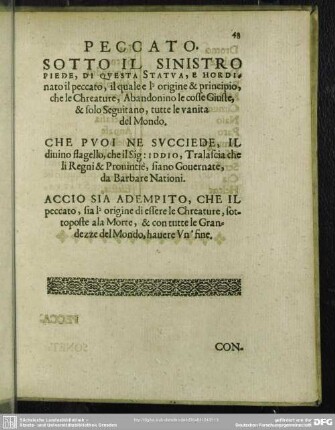 48
PECCATO.
SOTTO IL SINISTRO
PIEDE, DI QVESTA STATVA, E HORDI-
nato il peccato, il quale e l' origine & principio,
che le Chreature, Abandonino le cosse Giuste,
& solo Seguitano, tutte le vanita
del Mondo.
CHE PVOI NE SVCCIEDE, IL
diuino flagello, che il Sig: IDDIO, Tralascia che
li Regni & Prouintie, siano Gouernate,
da Barbare Nationi.
ACCIO SIA ADEMPITO, CHE IL
peccato, sia l' origine di essere le Chreature, sot-
toposte ala Morte, & con tutte le Gran-
dezze del Mondo, hauere Vn' fine.
CON-